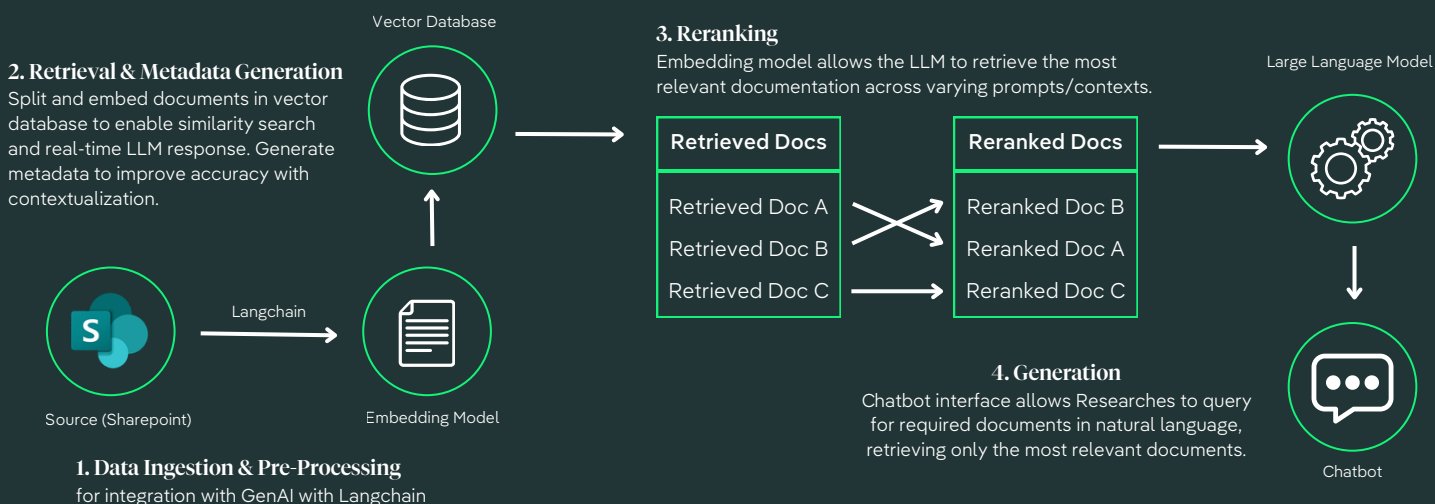 Vector Database
2. Retrieval & Metadata Generation
Split and embed documents in vector
database to enable similarity search
and real-time LLM response. Generate
metadata to improve accuracy with
contextualization.
S
Source (Sharepoint)
Langchain
Embedding Model
1. Data Ingestion & Pre-Processing
for integration with GenAI with Langchain
3. Reranking
Embedding model allows the LLM to retrieve the most
relevant documentation across varying prompts/contexts.
Retrieved Docs
Retrieved Doc A
Retrieved Doc B
Retrieved Doc C
Reranked Docs
Reranked Doc B
Reranked Doc A
Reranked Doc C
Large Language Model
4. Generation
Chatbot interface allows Researches to query
for required documents in natural language,
retrieving only the most relevant documents.
Chatbot